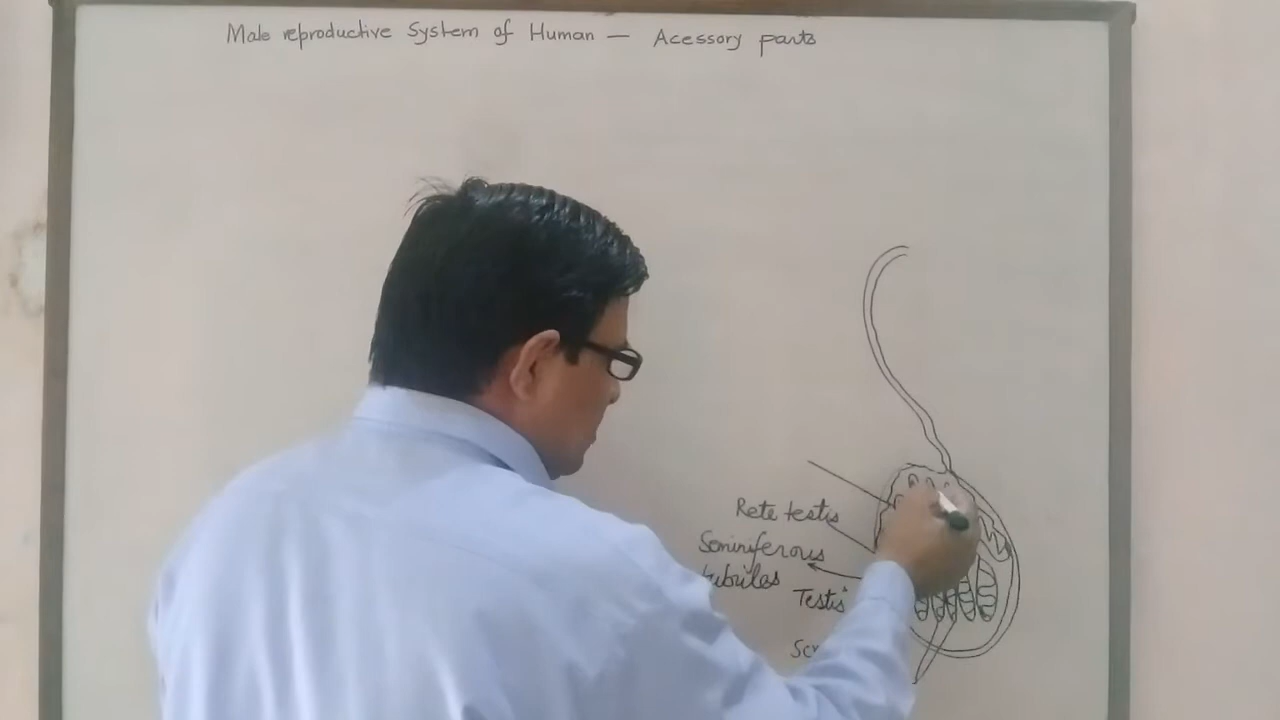 Male reproductive System of Human — Acessory parts
Rete testis
Seminiferous
tubules
Testis